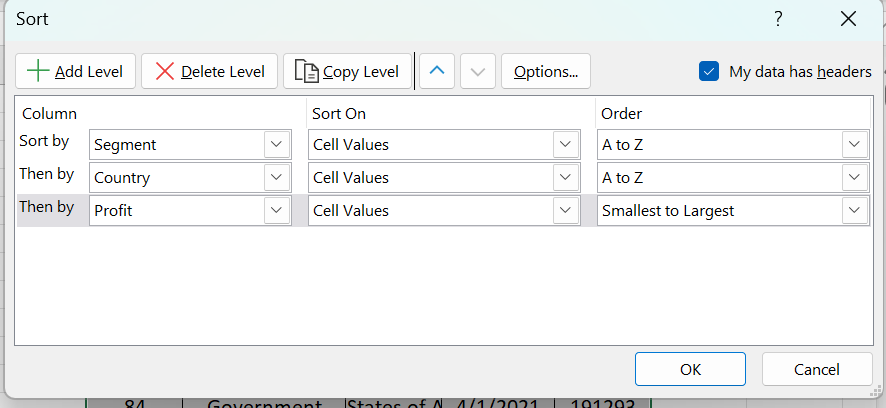 Sort ?
Add Level Delete Level Copy Level Options... My data has headers
Column Sort On Order
Sort by Segment Cell Values A to Z
Then by Country Cell Values A to Z
Then by Profit Cell Values Smallest to Largest
OK Cancel
84 Government States of A 4/1/2021 191293